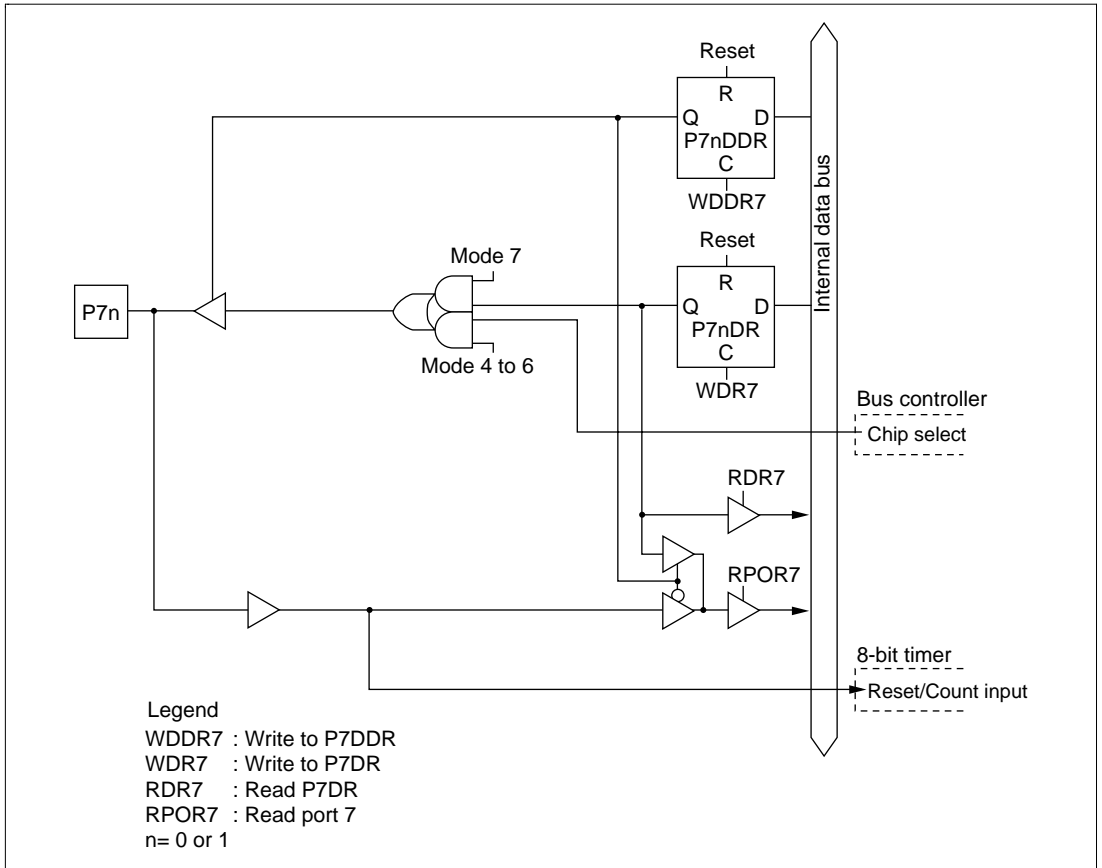 Reset
R
Q D
P7nDDR
C
WDDR7
Reset
R
Q D
P7nDR
C
WDR7
Internal data bus
Mode 7
P7n
Mode 4 to 6
Bus controller
Chip select
RDR7
RPOR7
8-bit timer
Reset/Count input
Legend
WDDR7 : Write to P7DDR
WDR7 : Write to P7DR
RDR7 : Read P7DR
RPOR7 : Read port 7
n= 0 or 1